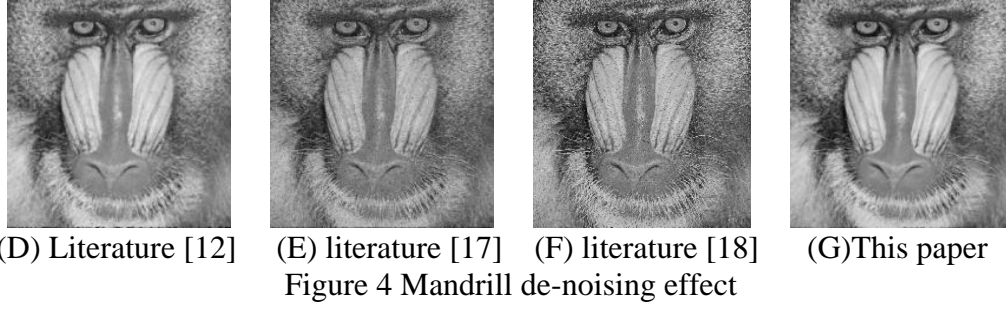 (D) Literature [12] (E) literature [17] (F) literature [18] (G)This paper
Figure 4 Mandrill de-noising effect